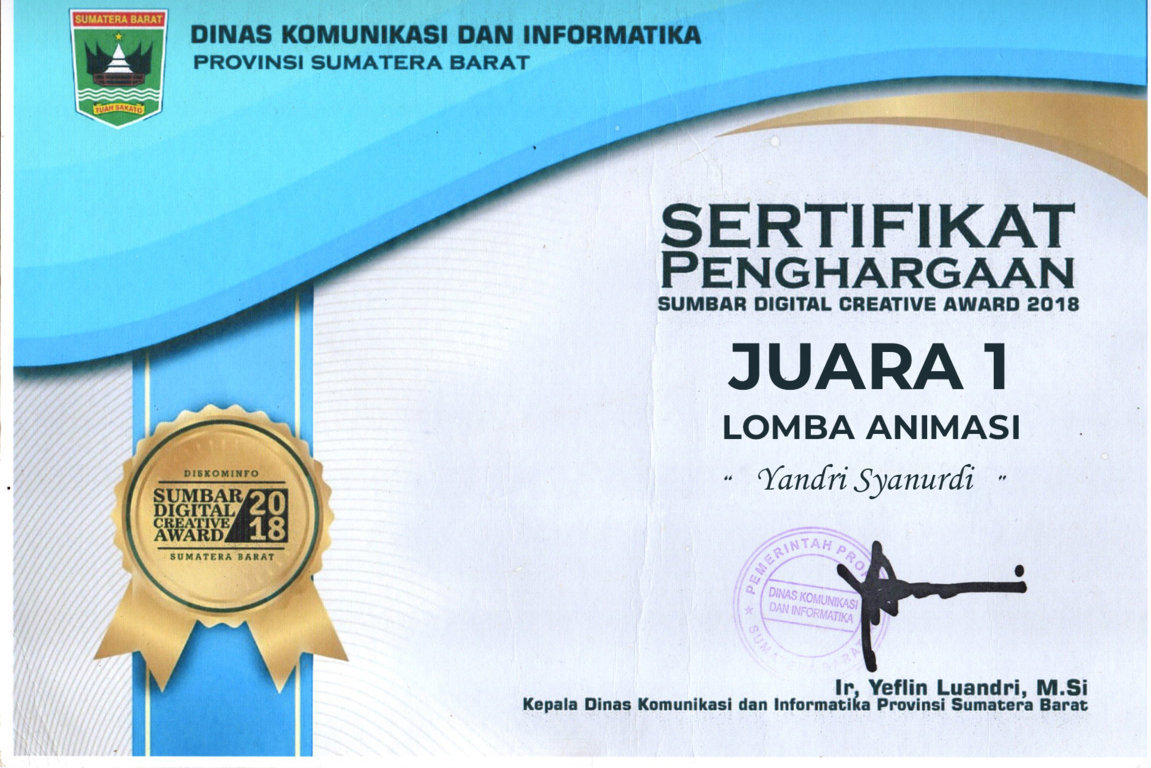 SUMATERA BARAT
TUAH SAKATO
DINAS KOMUNIKASI DAN INFORMATIKA
PROVINSI SUMATERA BARAT
SERTIFIKAT
PENGHARGAAN
SUMBAR DIGITAL CREATIVE AWARD 2018
JUARA 1
LOMBA ANIMASI
“ Yandri Syanurdi ”
DISKOMINFO
SUMBAR
DIGITAL
CREATIVE
AWARD
20
18
SUMATERA BARAT
PEMERINTAH PRO
DINAS KOMUNIKASI
DAN INFORMATIKA
Ir, Yeflin Luandri, M.Si
Kepala Dinas Komunikasi dan Informatika Provinsi Sumatera Barat